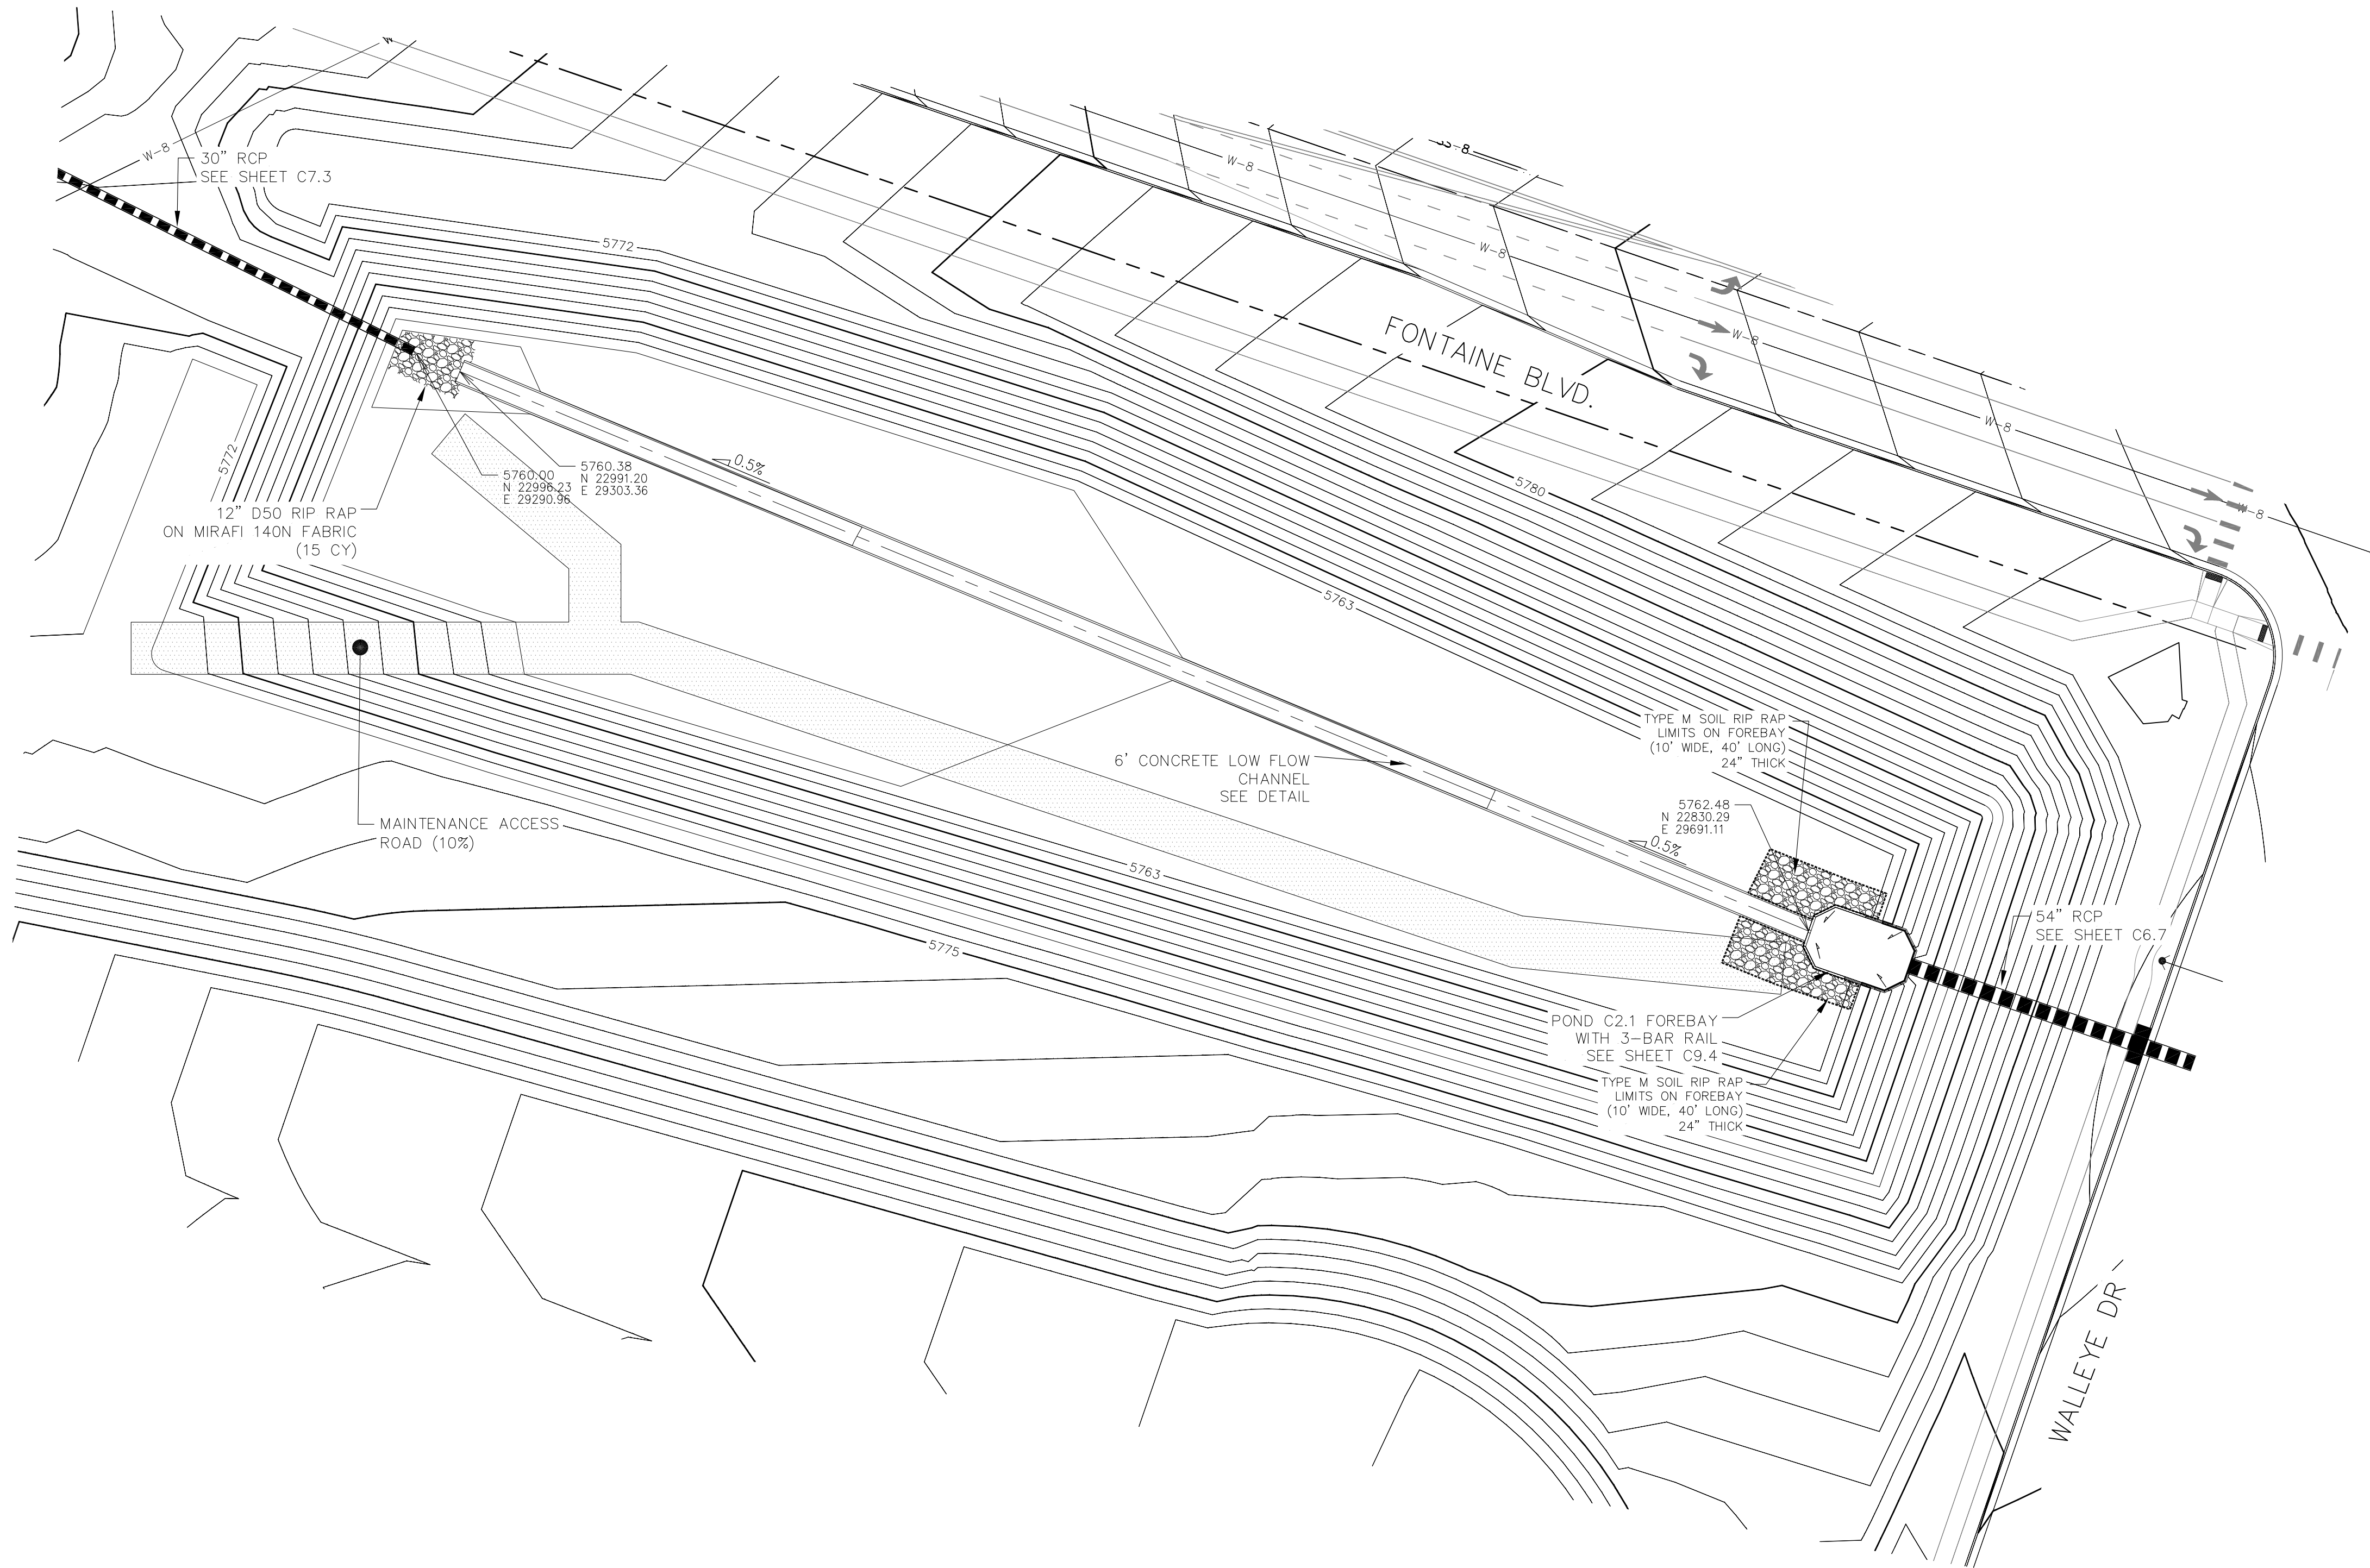 W
W-8
30" RCP
SEE SHEET C7.3
W-8
SS-8
5772
W-8
W-8
FONTAINE BLVD.
W-8
W-8
5772
0.5%
5760.38
N 22991.20
E 29303.36
5760.00
N 22996.23
E 29290.96
5780
12" D50 RIP RAP
ON MIRAFI 140N FABRIC
(15 CY)
5763
TYPE M SOIL RIP RAP
LIMITS ON FOREBAY
(10' WIDE, 40' LONG)
24" THICK
6' CONCRETE LOW FLOW
CHANNEL
SEE DETAIL
5762.48
N 22830.29
E 29691.11
MAINTENANCE ACCESS
ROAD (10%)
0.5%
5763
54" RCP
SEE SHEET C6.7
5775
POND C2.1 FOREBAY
WITH 3-BAR RAIL
SEE SHEET C9.4
TYPE M SOIL RIP RAP
LIMITS ON FOREBAY
(10' WIDE, 40' LONG)
24" THICK
WALLEYE DR